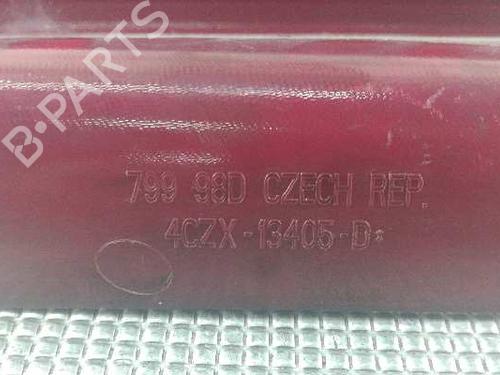 B-PARTS
799 98D CZECH REP.
4CZX-13405-D*